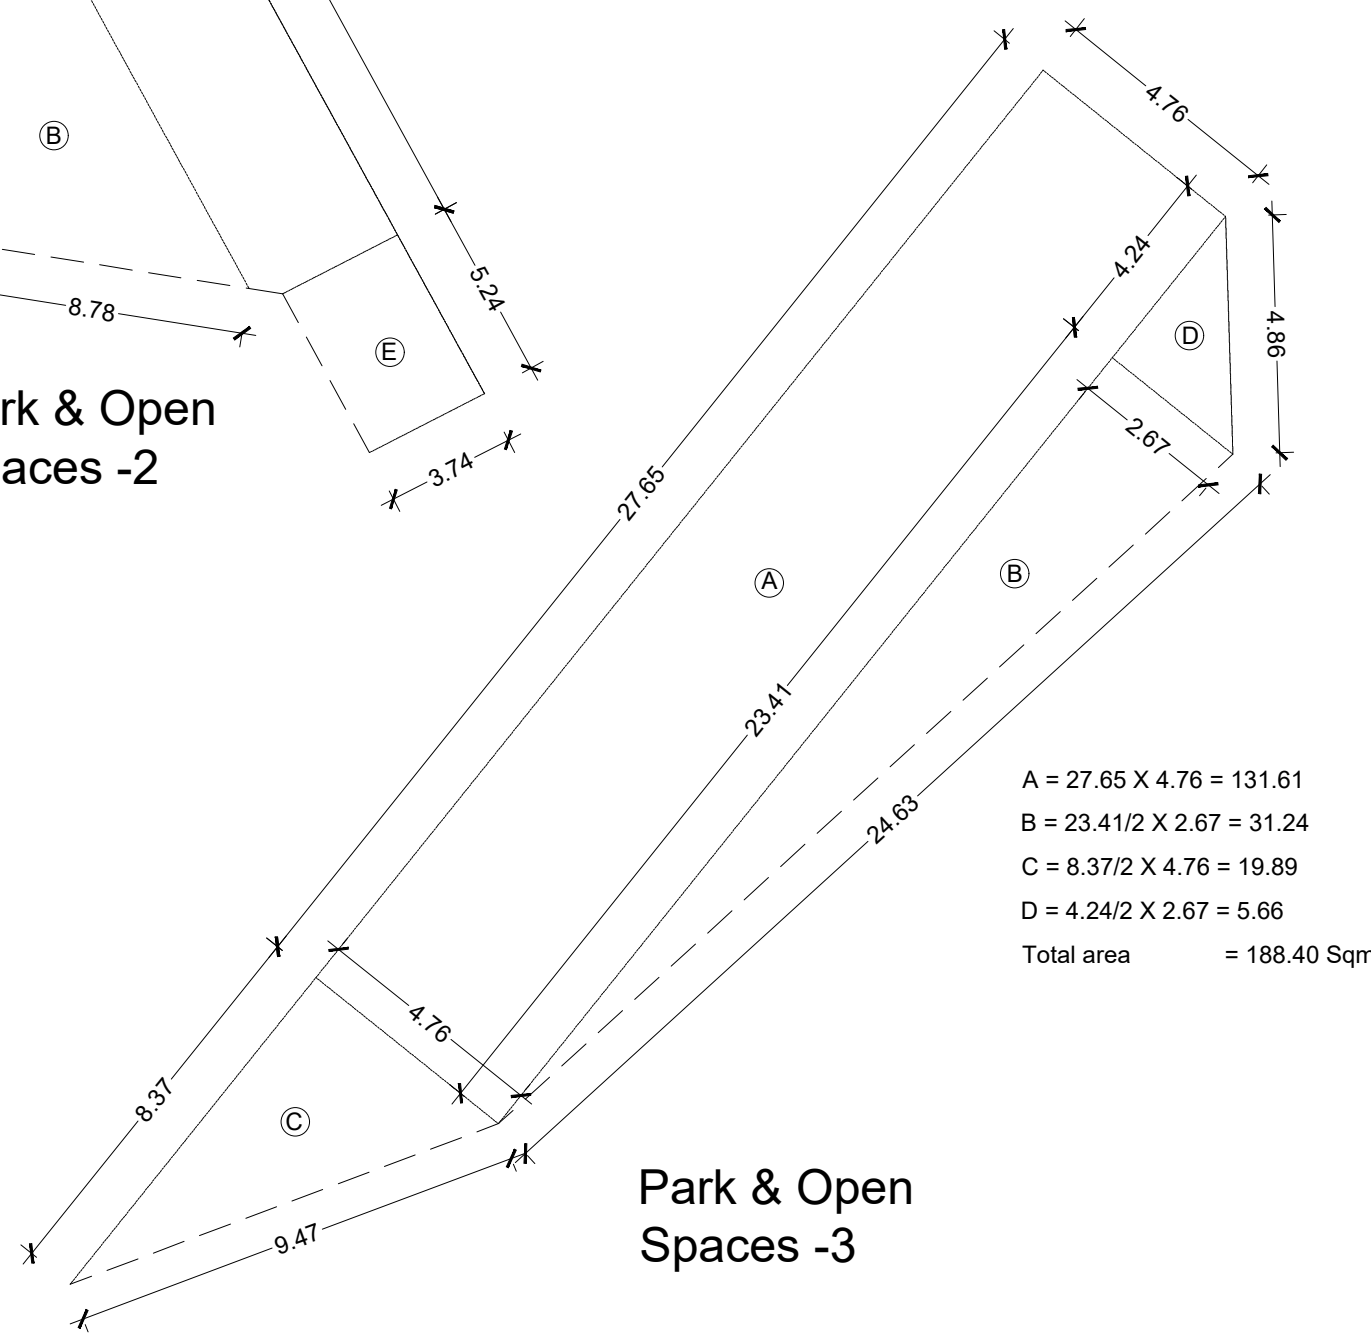 B
8.78
5.24
E
3.74
rk & Open
aces -2
4.76
4.24
4.86
D
2.67
27.65
A
B
23.41
24.63
A = 27.65 X 4.76 = 131.61
B = 23.41/2 X 2.67 = 31.24
C = 8.37/2 X 4.76 = 19.89
D = 4.24/2 X 2.67 = 5.66
Total area = 188.40 Sqm
4.76
8.37
C
9.47
Park & Open
Spaces -3